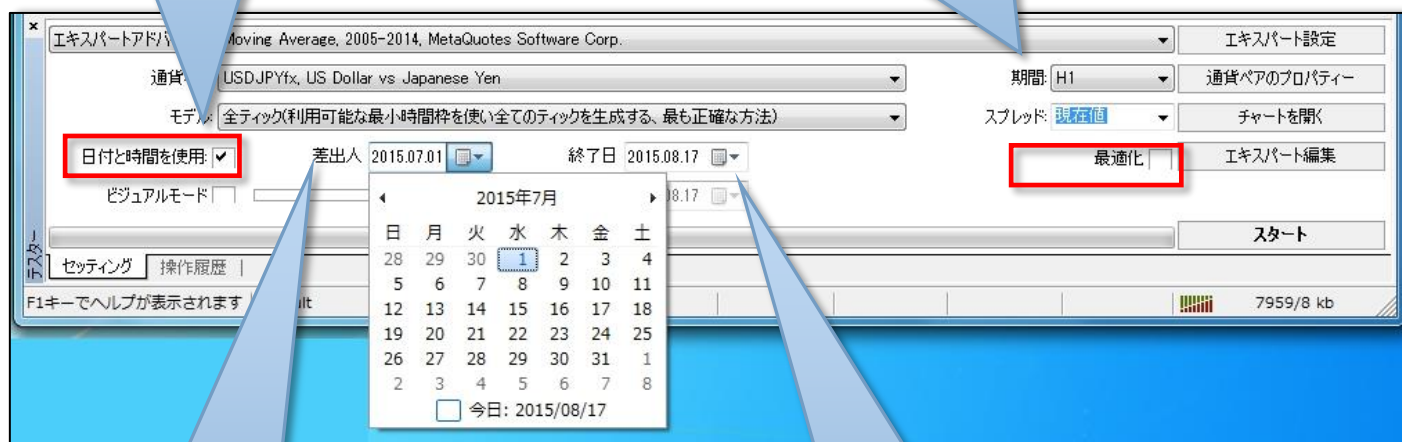 エキスパートアドバ Moving Average, 2005-2014, MetaQuotes Software Corp. エキスパート設定
通貨 USDJPYfx, US Dollar vs Japanese Yen 期間: H1 通貨ペアのプロパティー
モデル: 全ティック(利用可能な最小時間枠を使い全てのティックを生成する、最も正確な方法) スプレッド: 現在値 チャートを開く
日付と時間を使用: 差出人 2015.07.01 終了日 2015.08.17 最適化 エキスパート編集
ビジュアルモード 8.17
2015年7月
日 月 火 水 木 金 土
28 29 30 1 2 3 4
5 6 7 8 9 10 11
12 13 14 15 16 17 18
19 20 21 22 23 24 25
26 27 28 29 30 31 1
2 3 4 5 6 7 8
今日: 2015/08/17
スタート
テスター
セッティング 操作履歴
F1キーでヘルプが表示されます ult 7959/8 kb